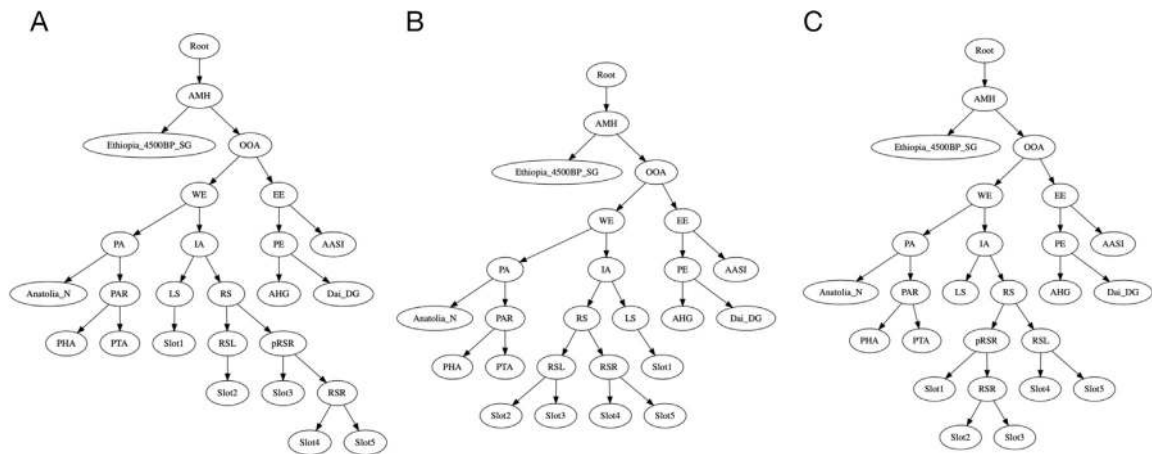 A
Root
AMH
Ethiopia_4500BP_SG
OOA
WE
EE
PA
IA
PE
AASI
Anatolia_N
PAR
LS
RS
AHG
Dai_DG
PHA
PTA
Slot1
RSL
pRSR
Slot2
Slot3
RSR
Slot4
Slot5
B
Root
AMH
Ethiopia_4500BP_SG
OOA
WE
EE
PA
IA
PE
AASI
Anatolia_N
PAR
RS
LS
AHG
Dai_DG
PHA
PTA
RSL
RSR
Slot1
Slot2
Slot3
Slot4
Slot5
C
Root
AMH
Ethiopia_4500BP_SG
OOA
WE
EE
PA
IA
PE
AASI
Anatolia_N
PAR
LS
RS
AHG
Dai_DG
PHA
PTA
pRSR
RSL
Slot1
RSR
Slot4
Slot5
Slot2
Slot3